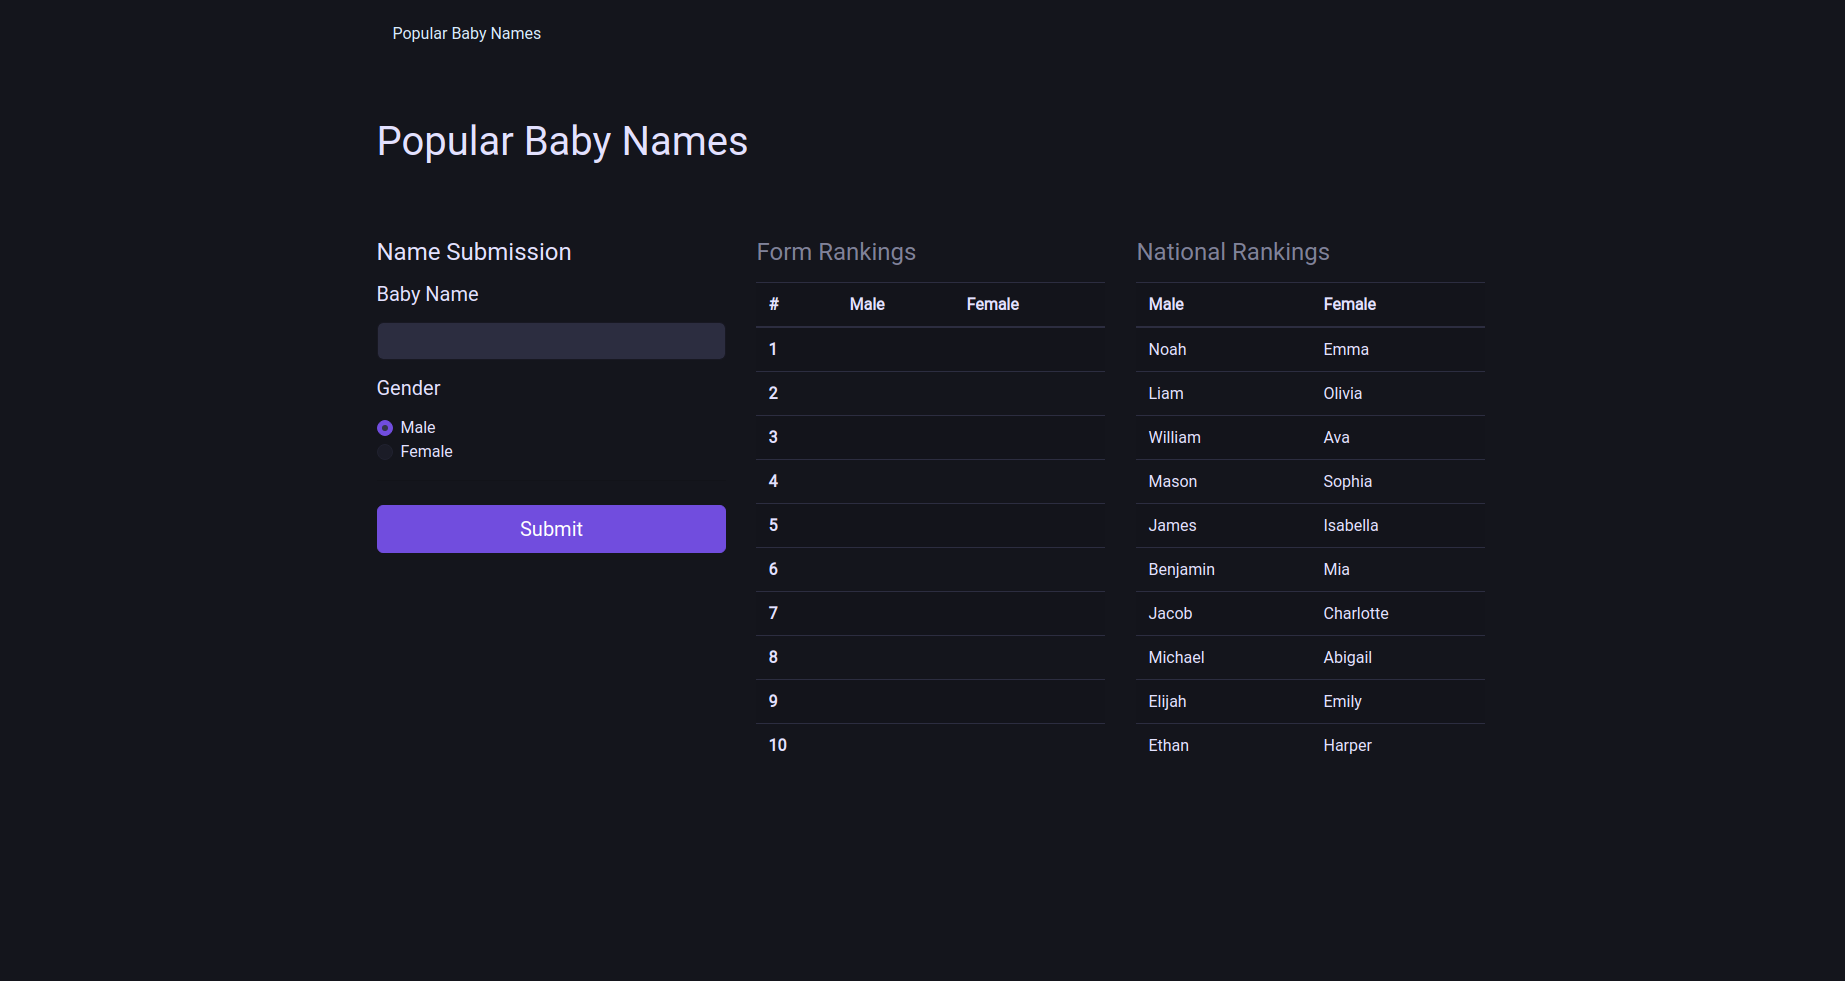 Popular Baby Names
Popular Baby Names
Name Submission
Baby Name
Gender
Male
Female
Submit
Form Rankings
# Male Female
1
2
3
4
5
6
7
8
9
10
National Rankings
Male Female
Noah Emma
Liam Olivia
William Ava
Mason Sophia
James Isabella
Benjamin Mia
Jacob Charlotte
Michael Abigail
Elijah Emily
Ethan Harper